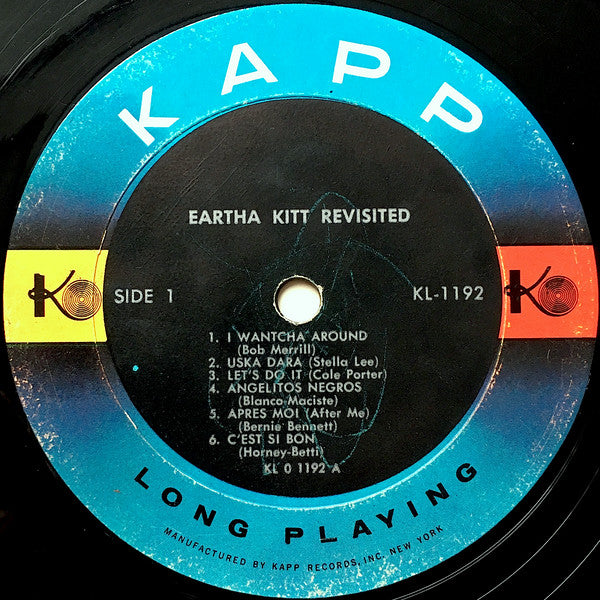 KAPP
EARTHA KITT REVISITED
K
SIDE 1
KL-1192
K
1. I WANTCHA AROUND
(Bob Merrill)
2. USKA DARA (Stella Lee)
3. LET'S DO IT (Cole Porter)
4. ANGELITOS NEGROS
(Blanco-Maciste)
5. APRES MOI (After Me)
(Bernie Bennett)
6. C'EST SI BON
(Horney-Betti)
KL 0 1192 A
LONG PLAYING
MANUFACTURED BY KAPP RECORDS, INC. NEW YORK